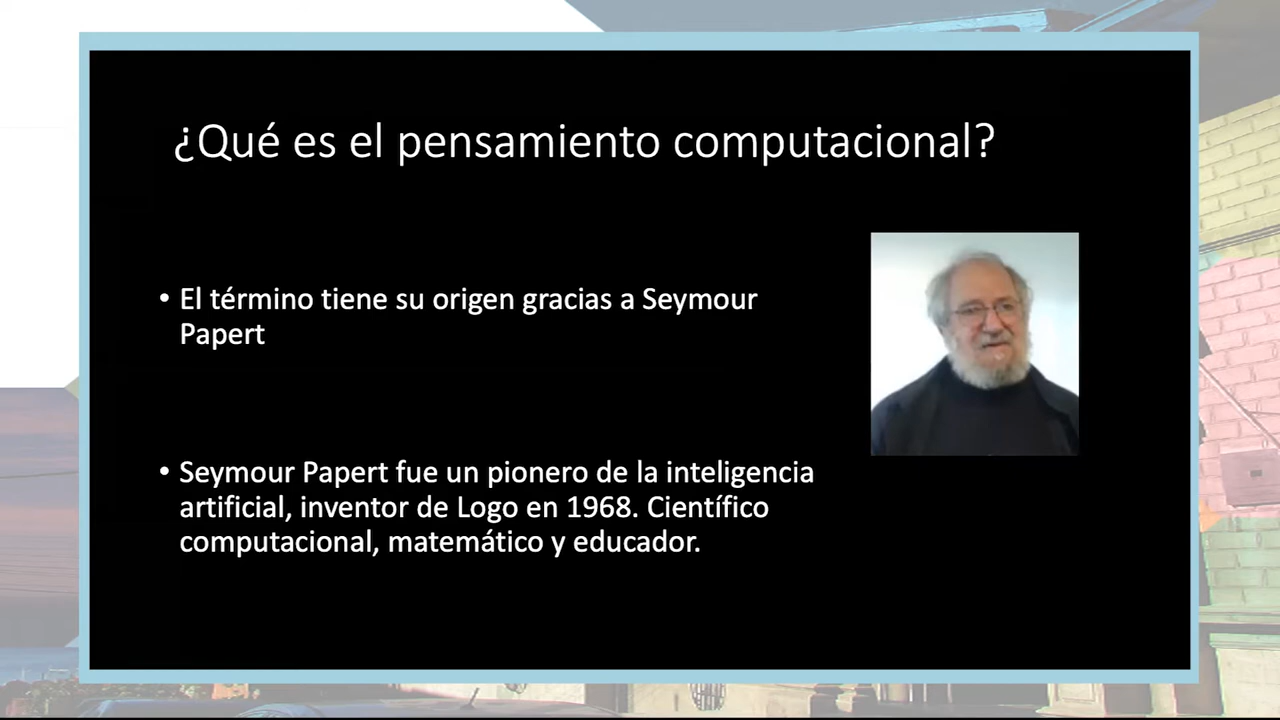 ¿Qué es el pensamiento computacional?
• El término tiene su origen gracias a Seymour
Papert
• Seymour Papert fue un pionero de la inteligencia
artificial, inventor de Logo en 1968. Científico
computacional, matemático y educador.